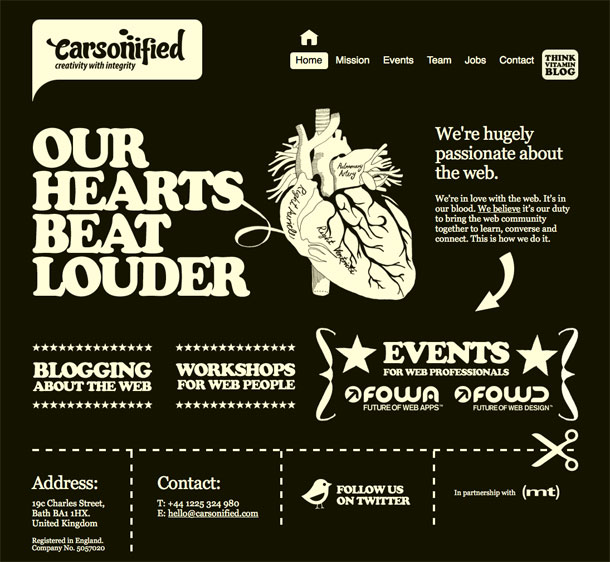 Carsonified
creativity with integrity
Home Mission Events Team Jobs Contact
THINK
VITAMIN
BLOG
OUR
HEARTS
BEAT
LOUDER
Pulmonary
Artery
Right Auricle
Right Ventricle
We're hugely
passionate about
the web.
We're in love with the web. It's in
our blood. We believe it's our duty
to bring the web community
together to learn, converse and
connect. This is how we do it.
BLOGGING
ABOUT THE WEB
WORKSHOPS
FOR WEB PEOPLE
EVENTS
FOR WEB PROFESSIONALS
FOWA
FUTURE OF WEB APPS™
FOWD
FUTURE OF WEB DESIGN™
Address:
19c Charles Street,
Bath BA1 1HX.
United Kingdom
Registered in England.
Company No. 5057020
Contact:
T: +44 1225 324 980
E: hello@carsonified.com
FOLLOW US
ON TWITTER
In partnership with (mt)